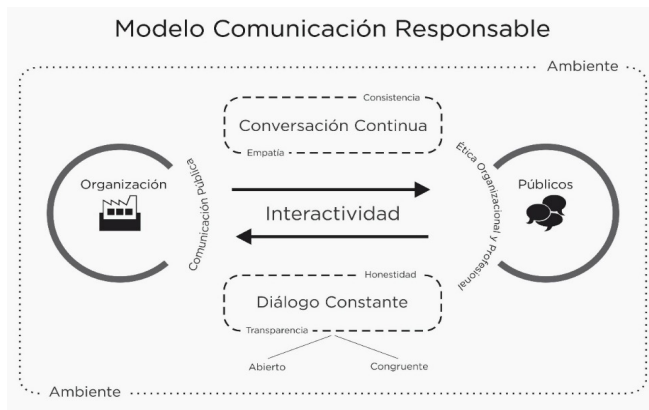 Modelo Comunicación Responsable
Ambiente
Consistencia
Conversación Continua
Empatía
Organización
Comunicación Pública
Interactividad
Ética Organizacional y Profesional
Públicos
Honestidad
Diálogo Constante
Transparencia
Abierto
Congruente
Ambiente